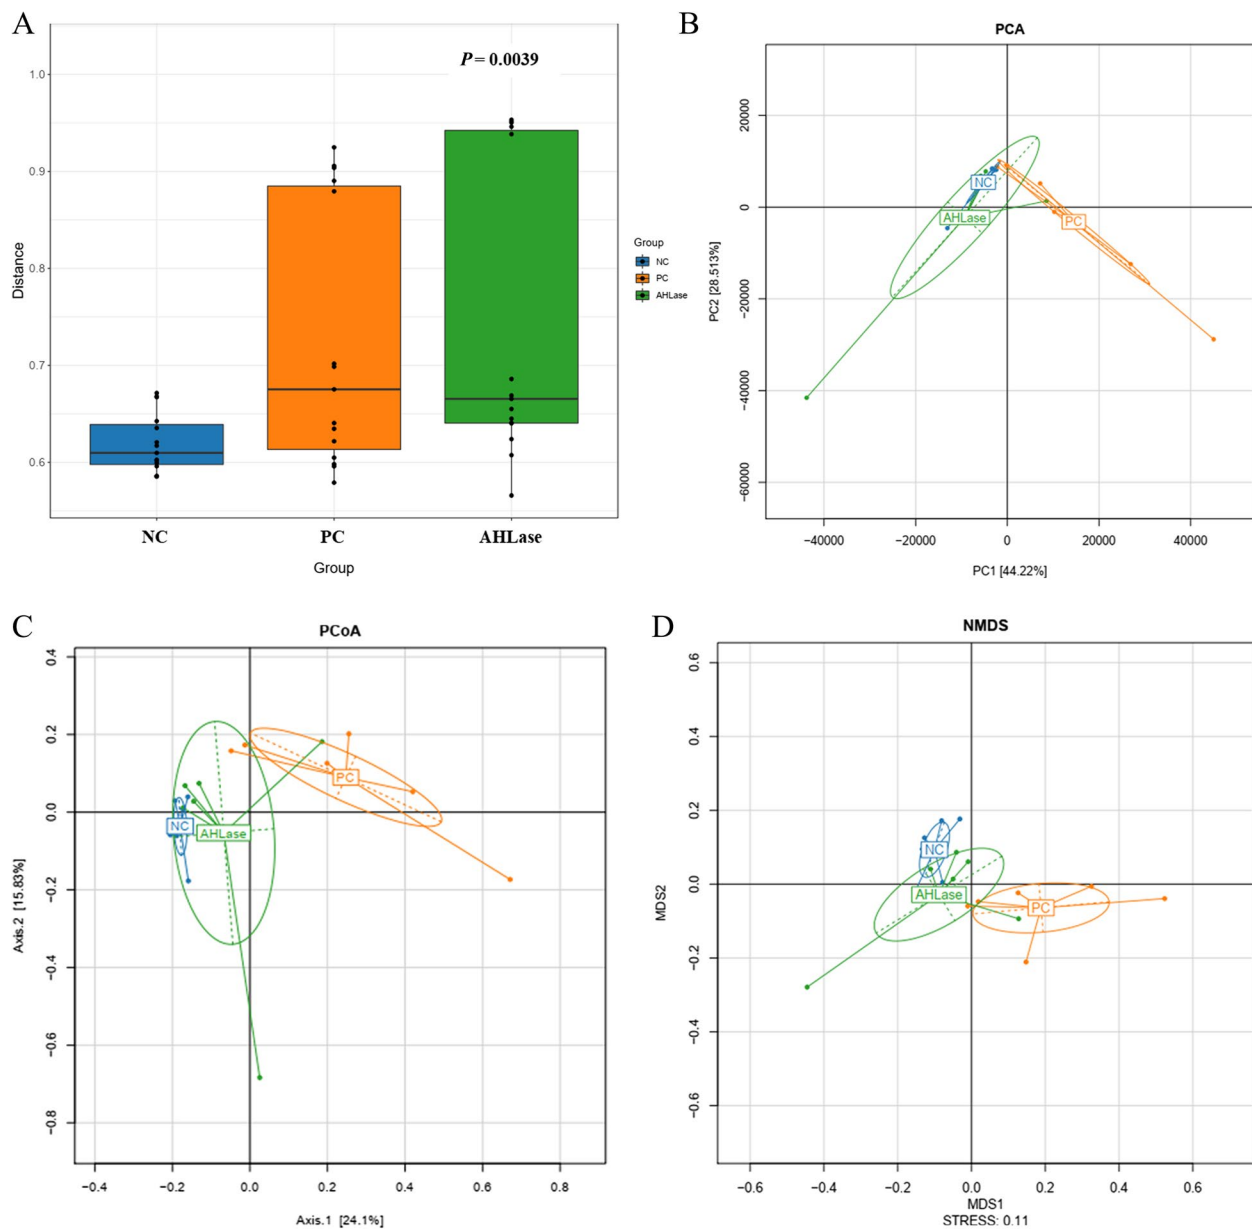 A
P = 0.0039
1.0
0.9
0.8
0.7
0.6
Distance
NC
PC
AHLase
Group
Group
NC
PC
AHLase
B
PCA
20000
0
−20000
−40000
−60000
PC2 [28.513%]
NC
AHLase
PC
−40000 −20000 0 20000 40000
PC1 [44.22%]
C
PCoA
0.4
0.2
0.0
−0.2
−0.4
−0.6
−0.8
Axis.2 [15.83%]
NC
AHLase
PC
−0.4 −0.2 0.0 0.2 0.4 0.6 0.8
Axis.1 [24.1%]
D
NMDS
0.6
0.4
0.2
0.0
−0.2
−0.4
−0.6
MDS2
NC
AHLase
PC
−0.6 −0.4 −0.2 0.0 0.2 0.4 0.6
MDS1
STRESS: 0.11